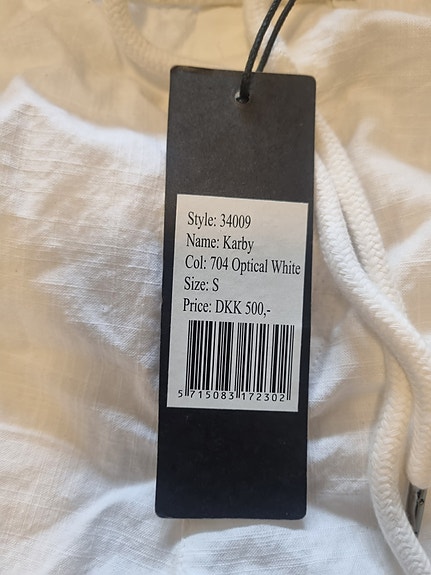 Style: 34009
Name: Karby
Col: 704 Optical White
Size: S
Price: DKK 500,-
5 715083 172302